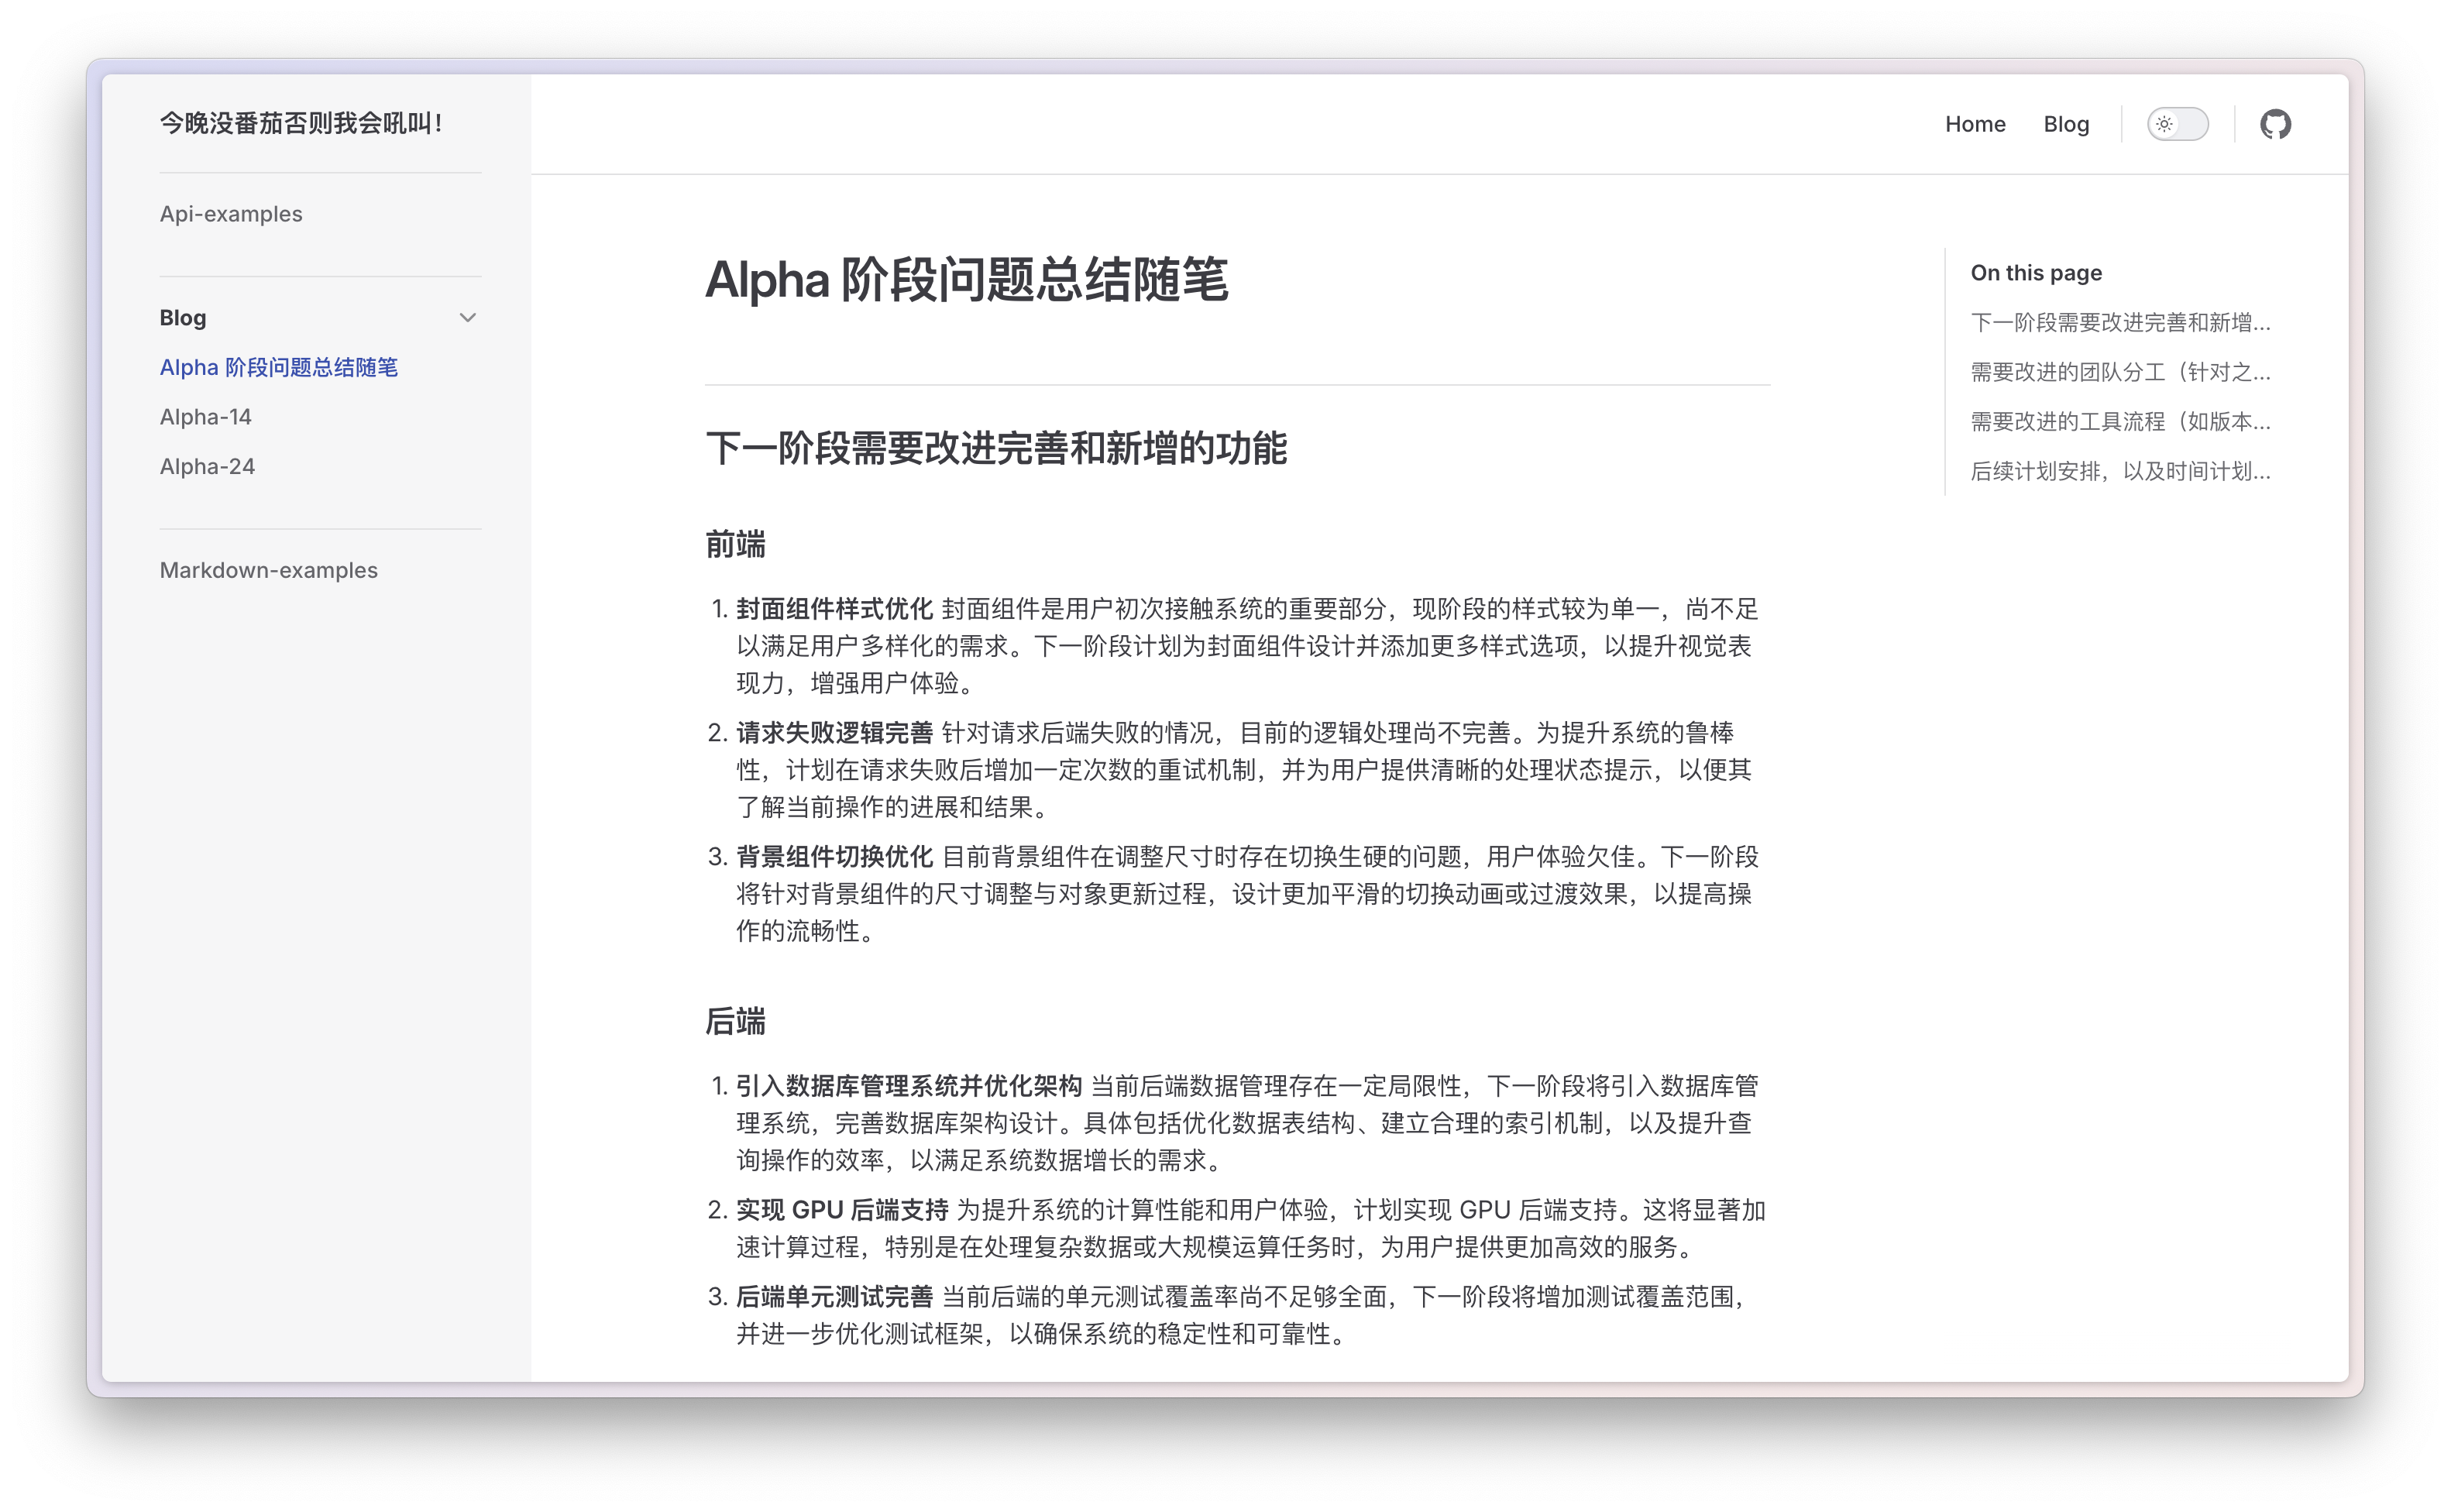 今晚没番茄否则我会吼叫！
Home
Blog
Api-examples
Blog
Alpha 阶段问题总结随笔
Alpha-14
Alpha-24
Markdown-examples
Alpha 阶段问题总结随笔
下一阶段需要改进完善和新增的功能
前端
1. 封面组件样式优化 封面组件是用户初次接触系统的重要部分，现阶段的样式较为单一，尚不足
以满足用户多样化的需求。下一阶段计划为封面组件设计并添加更多样式选项，以提升视觉表
现力，增强用户体验。
2. 请求失败逻辑完善 针对请求后端失败的情况，目前的逻辑处理尚不完善。为提升系统的鲁棒
性，计划在请求失败后增加一定次数的重试机制，并为用户提供清晰的处理状态提示，以便其
了解当前操作的进展和结果。
3. 背景组件切换优化 目前背景组件在调整尺寸时存在切换生硬的问题，用户体验欠佳。下一阶段
将针对背景组件的尺寸调整与对象更新过程，设计更加平滑的切换动画或过渡效果，以提高操
作的流畅性。
后端
1. 引入数据库管理系统并优化架构 当前后端数据管理存在一定局限性，下一阶段将引入数据库管
理系统，完善数据库架构设计。具体包括优化数据表结构、建立合理的索引机制，以及提升查
询操作的效率，以满足系统数据增长的需求。
2. 实现 GPU 后端支持 为提升系统的计算性能和用户体验，计划实现 GPU 后端支持。这将显著加
速计算过程，特别是在处理复杂数据或大规模运算任务时，为用户提供更加高效的服务。
3. 后端单元测试完善 当前后端的单元测试覆盖率尚不足够全面，下一阶段将增加测试覆盖范围，
并进一步优化测试框架，以确保系统的稳定性和可靠性。
On this page
下一阶段需要改进完善和新增...
需要改进的团队分工（针对之...
需要改进的工具流程（如版本...
后续计划安排，以及时间计划...